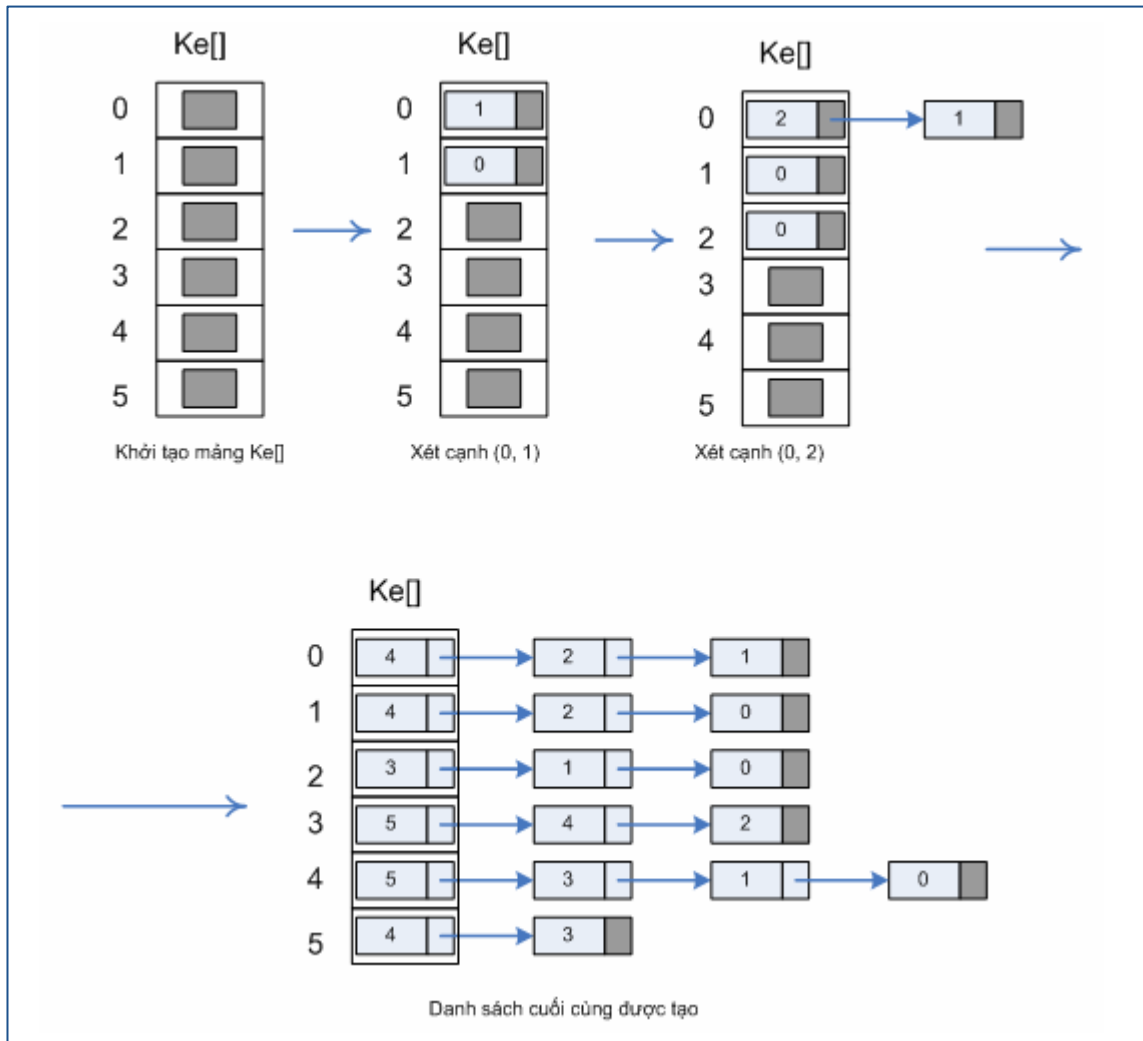 Ke[]
0
1
2
3
4
5
Khởi tạo mảng Ke[]
Ke[]
0 1
1 0
2
3
4
5
Xét cạnh (0, 1)
Ke[]
0 2 1
1 0
2 0
3
4
5
Xét cạnh (0, 2)
Ke[]
0 4 2 1
1 4 2 0
2 3 1 0
3 5 4 2
4 5 3 1 0
5 4 3
Danh sách cuối cùng được tạo